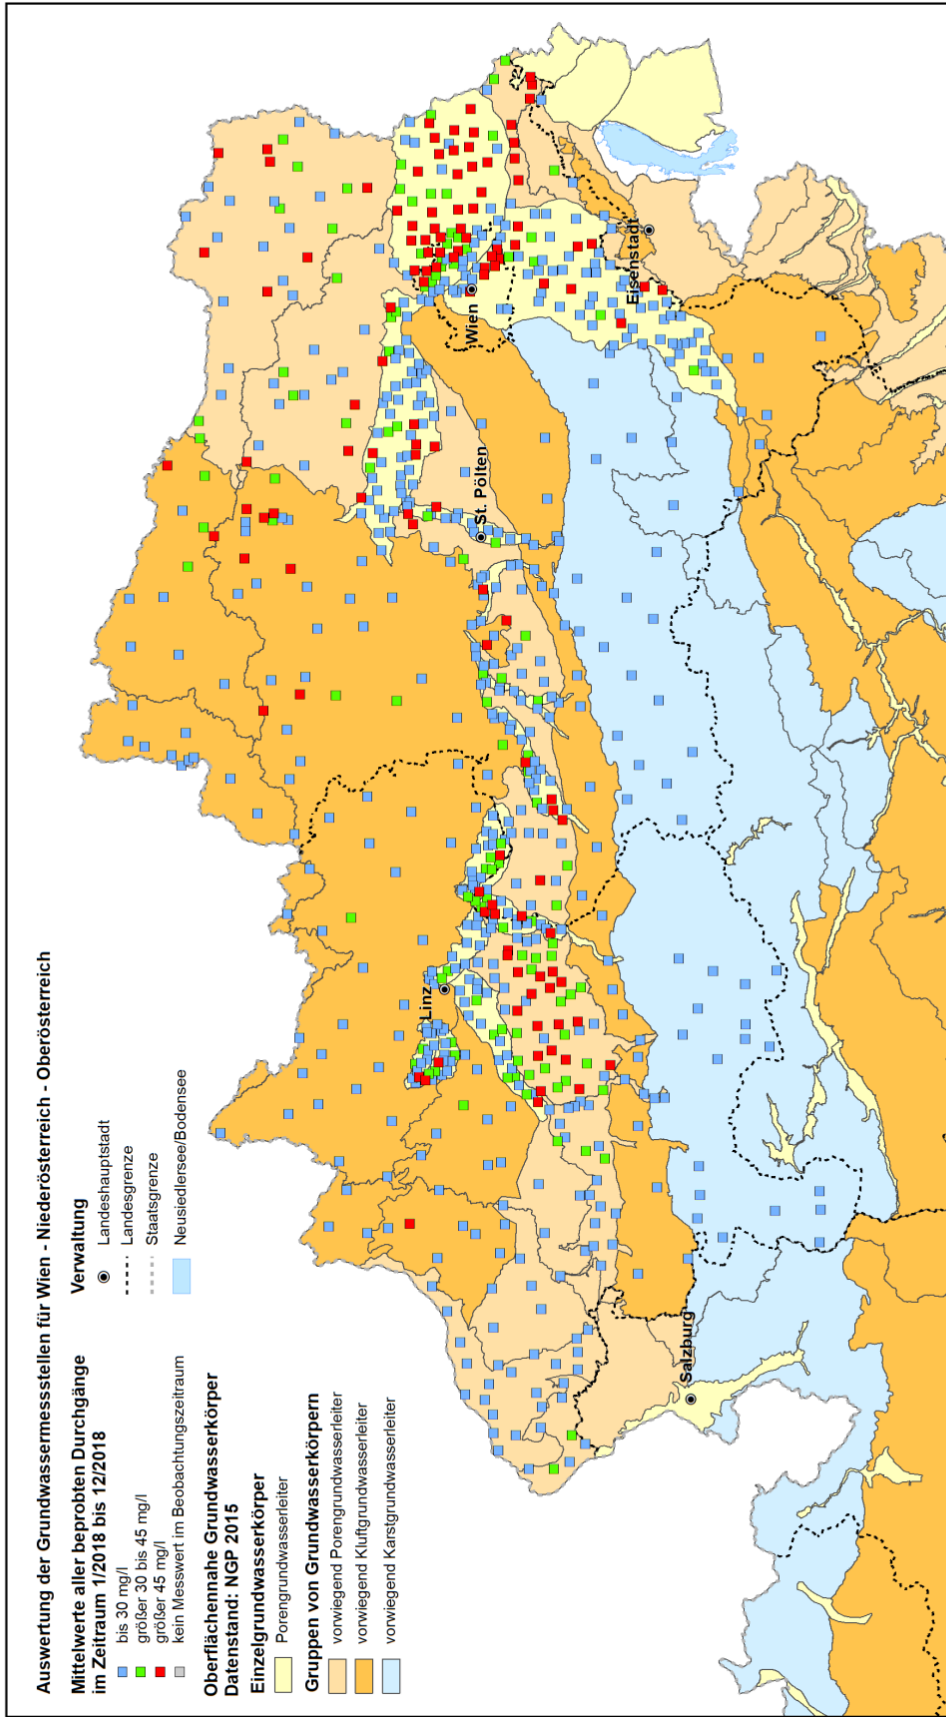 Auswertung der Grundwassermessstellen für Wien - Niederösterreich - Oberösterreich
Mittelwerte aller beprobten Durchgänge
im Zeitraum 1/2018 bis 12/2018
bis 30 mg/l
größer 30 bis 45 mg/l
größer 45 mg/l
kein Messwert im Beobachtungszeitraum
Oberflächennahe Grundwasserkörper
Datenstand: NGP 2015
Einzelgrundwasserkörper
Porengrundwasserleiter
Gruppen von Grundwasserkörpern
vorwiegend Porengrundwasserleiter
vorwiegend Kluftgrundwasserleiter
vorwiegend Karstgrundwasserleiter
Verwaltung
Landeshauptstadt
Landesgrenze
Staatsgrenze
Neusiedlersee/Bodensee
Linz
St. Pölten
Wien
Eisenstadt
Salzburg